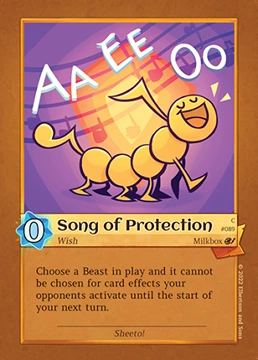 AA EE OO
C
#089
0 Song of Protection
Wish
Milkbox
Choose a Beast in play and it cannot
be chosen for card effects your
opponents activate until the start of
your next turn.
Sheeto!
© 2022 Elbertson and Sons